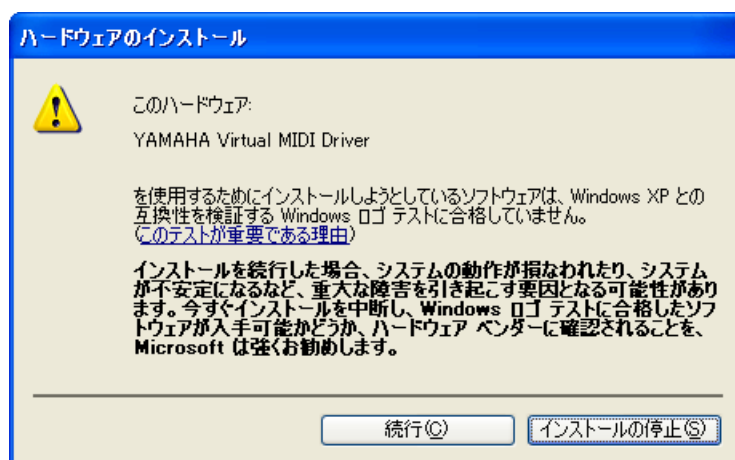 ハードウェアのインストール
このハードウェア:
YAMAHA Virtual MIDI Driver
を使用するためにインストールしようとしているソフトウェアは、Windows XP との
互換性を検証する Windows ロゴ テストに合格していません。
(このテストが重要である理由)
インストールを続行した場合、システムの動作が損なわれたり、システム
が不安定になるなど、重大な障害を引き起こす要因となる可能性があり
ます。今すぐインストールを中断し、Windows ロゴ テストに合格したソフ
トウェアが入手可能かどうか、ハードウェア ベンダーに確認されることを、
Microsoft は強くお勧めします。
続行(C)
インストールの停止(S)